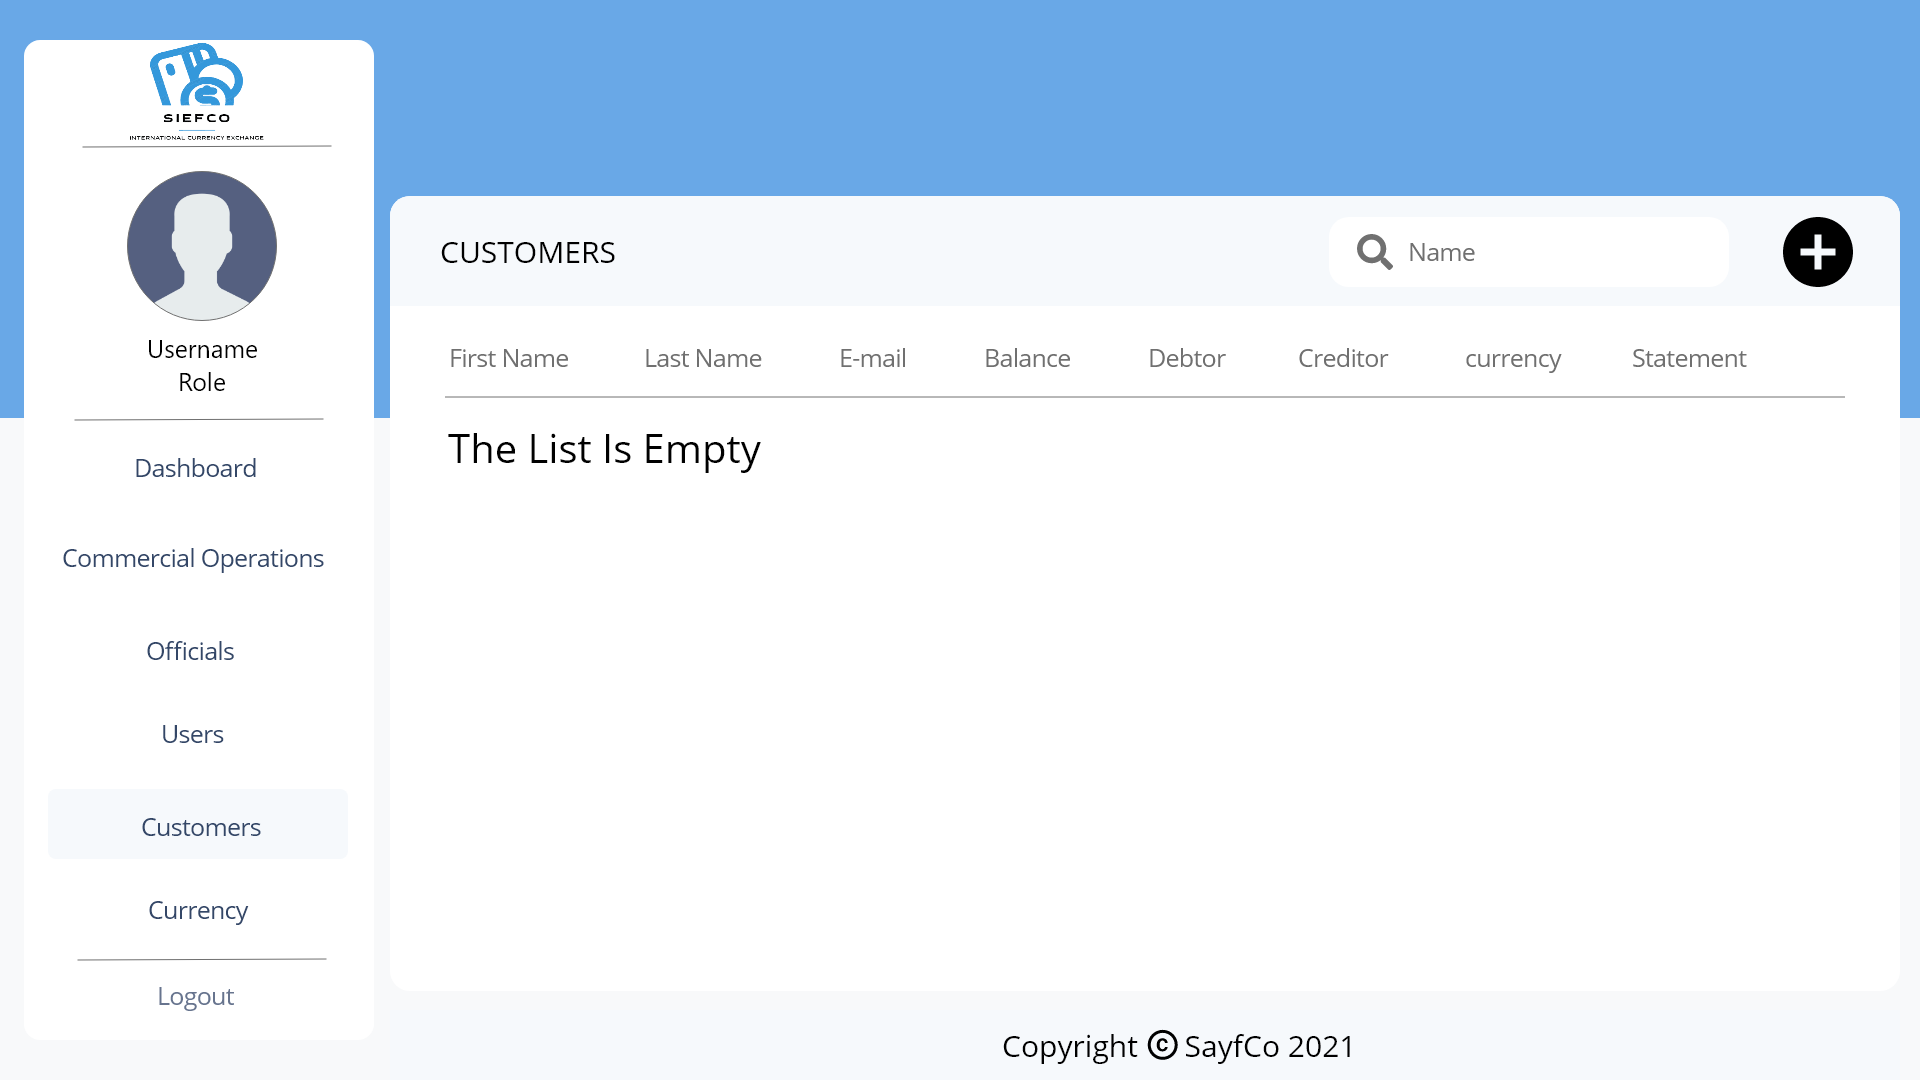 SIEFCO
INTERNATIONAL CURRENCY EXCHANGE
Username
Role
Dashboard
Commercial Operations
Officials
Users
Customers
Currency
Logout
CUSTOMERS
Name
First Name Last Name E-mail Balance Debtor Creditor currency Statement
The List Is Empty
Copyright © SayfCo 2021